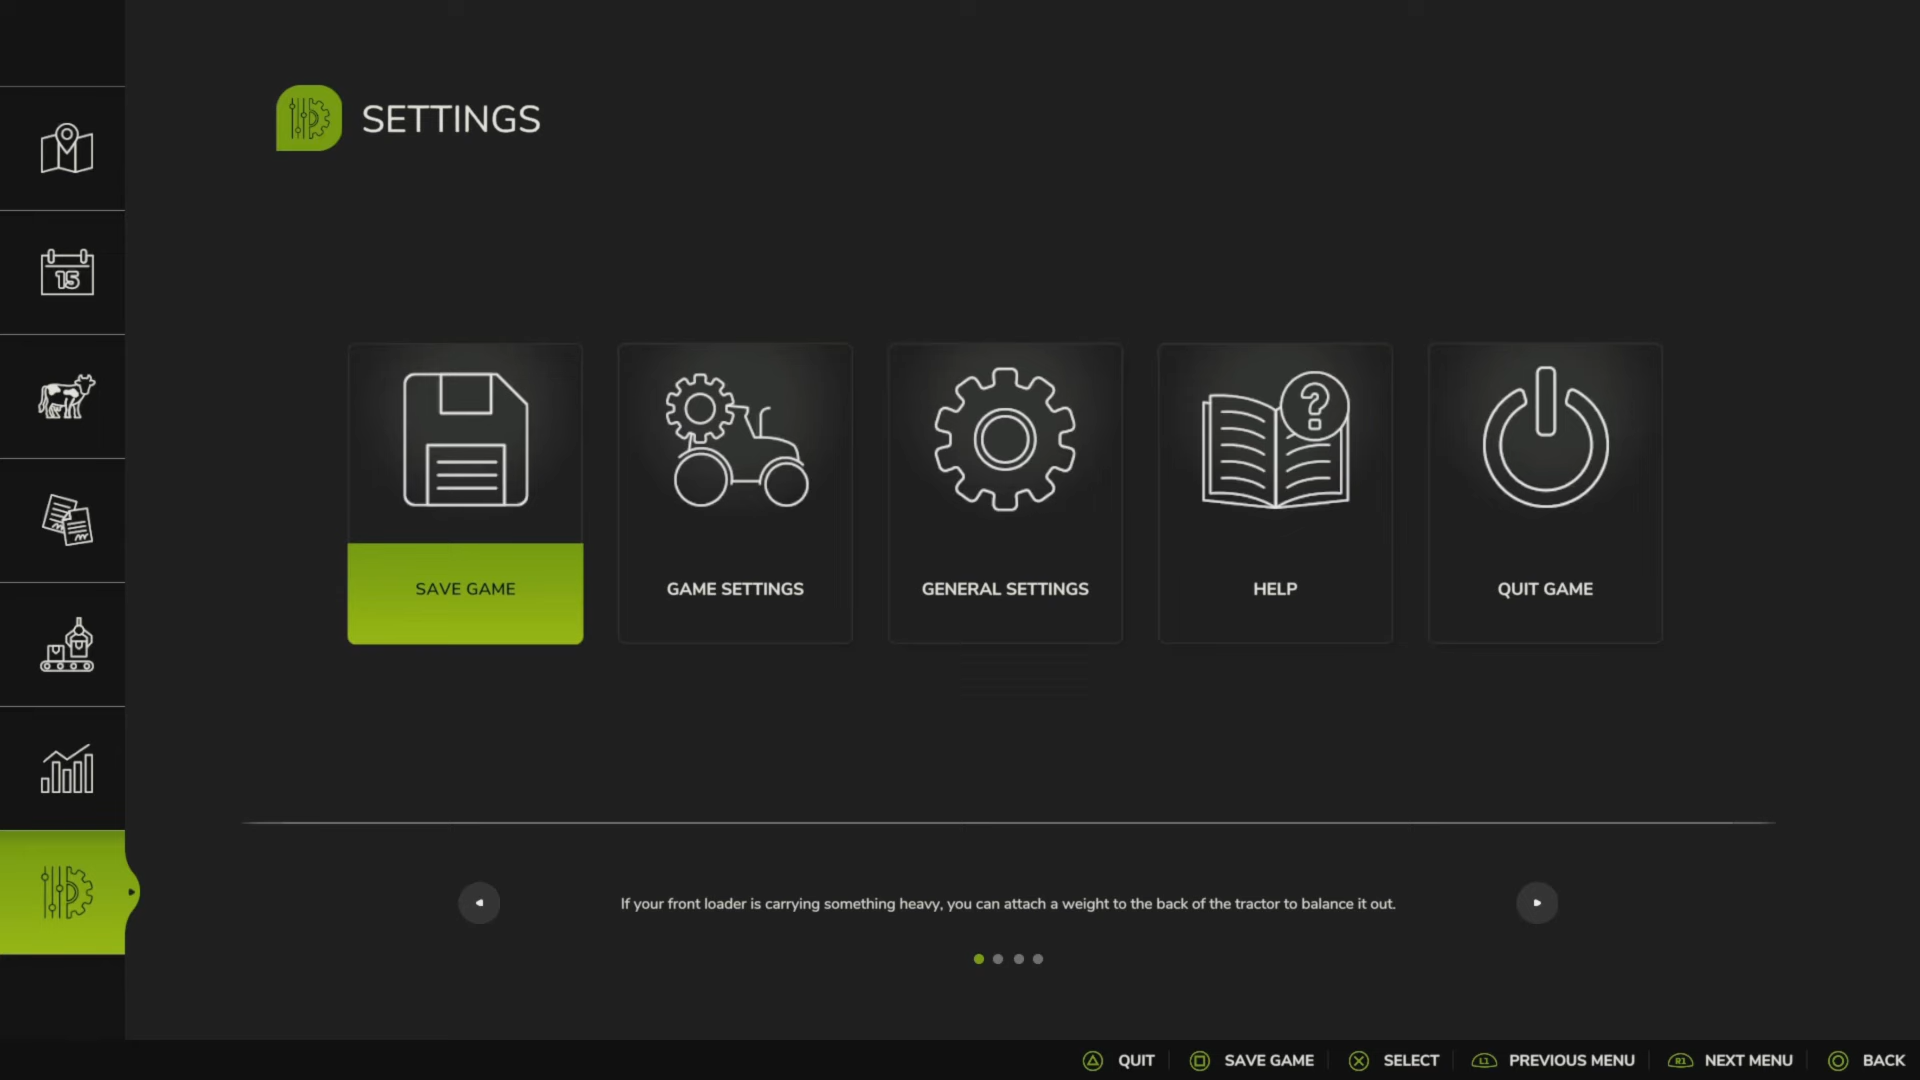 SETTINGS
15
SAVE GAME
GAME SETTINGS
GENERAL SETTINGS
HELP
QUIT GAME
If your front loader is carrying something heavy, you can attach a weight to the back of the tractor to balance it out.
QUIT
SAVE GAME
SELECT
L1 PREVIOUS MENU
R1 NEXT MENU
BACK